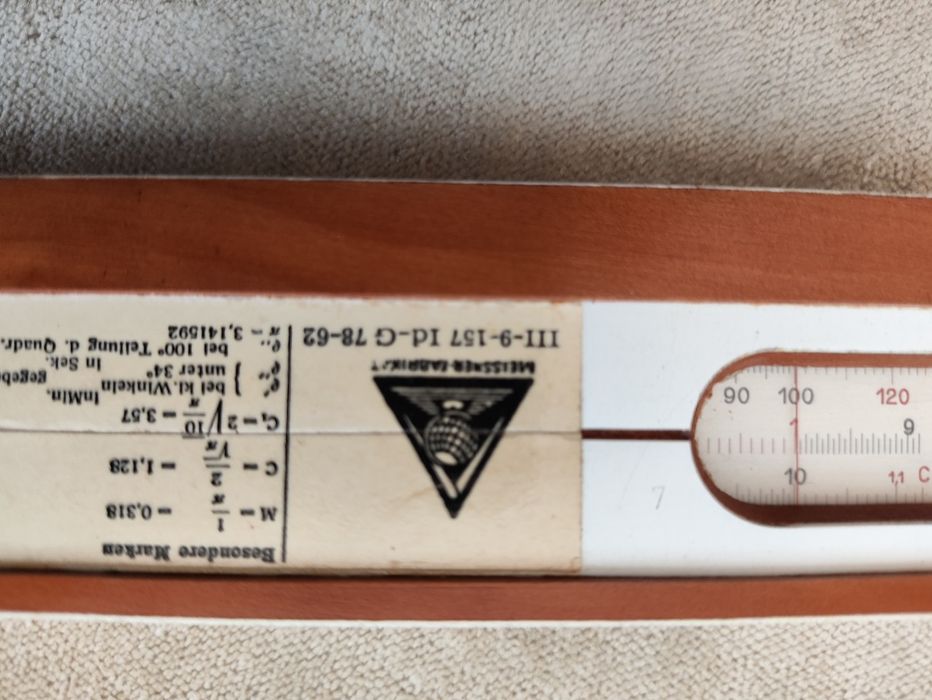 Besondere Marken
M = 1/π = 0,318
C = 2/√π = 1,128
C₁ = 2√10/π = 3,57
ϱ' bei kl. Winkeln } In Min.
ϱ'' unter 34° } In Sek.
ϱ,, bei 100° Teilung d. Quadr.
π = 3,141592
MEISSNER-FABRIKAT
III-9-157 Id-G 78-62
90 100 120
1 9
10 1,1 C
7